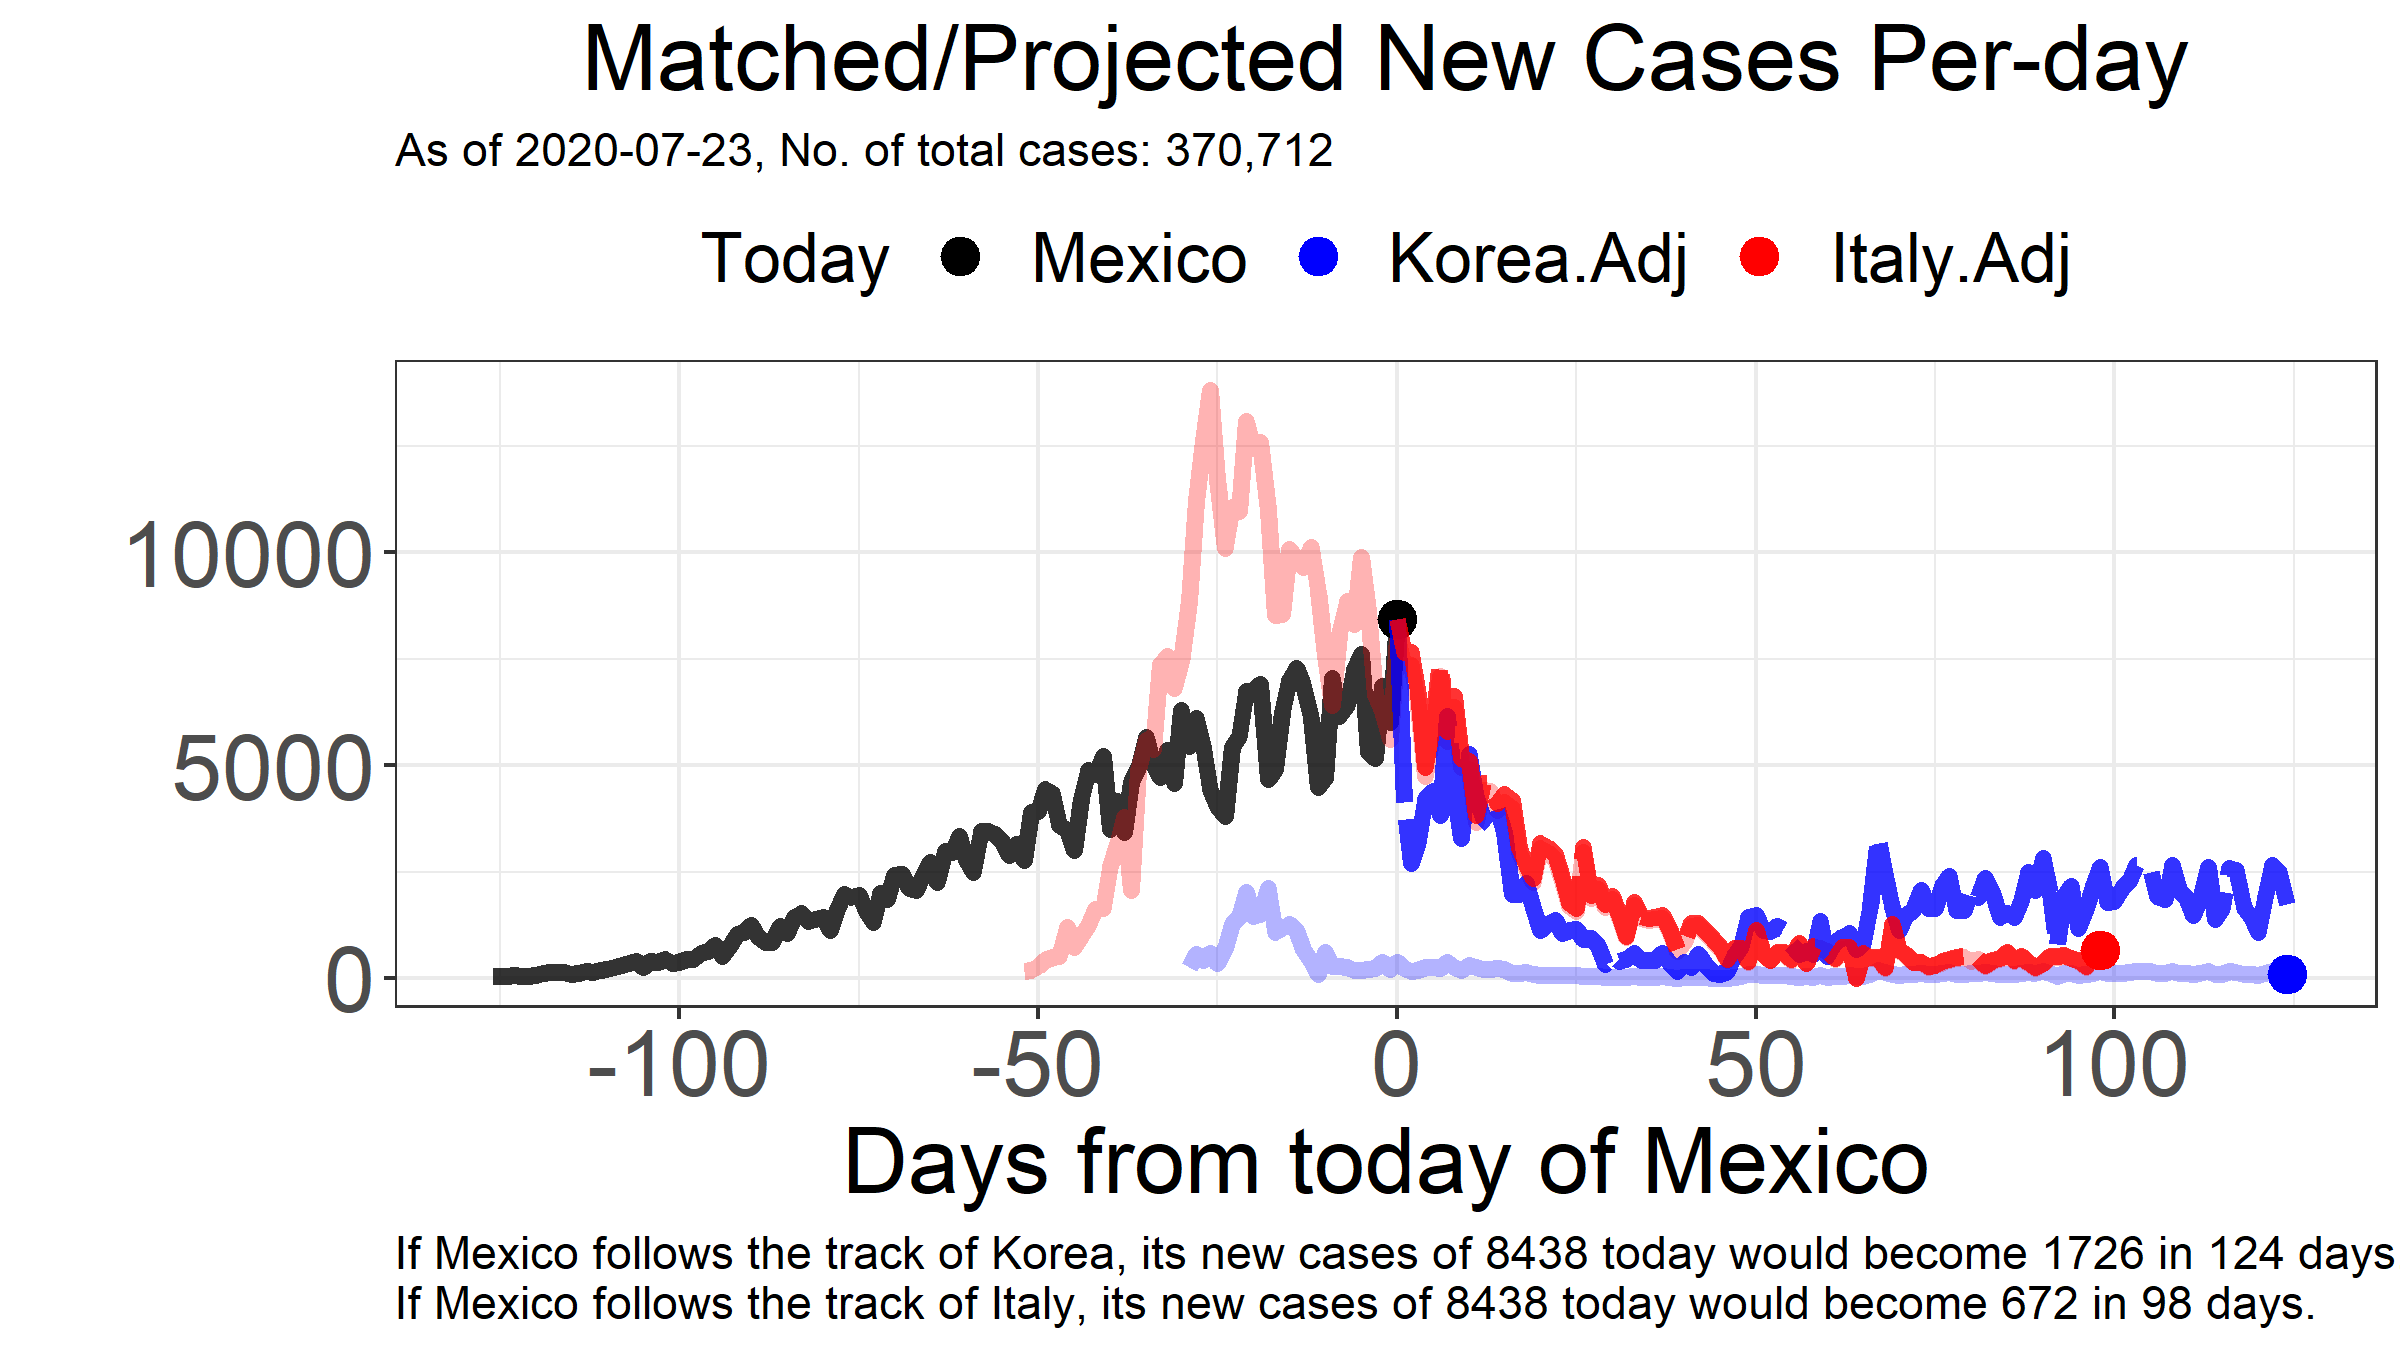 Matched/Projected New Cases Per-day
As of 2020-07-23, No. of total cases: 370,712
Today Mexico Korea.Adj Italy.Adj
10000
5000
0
-100 -50 0 50 100
Days from today of Mexico
If Mexico follows the track of Korea, its new cases of 8438 today would become 1726 in 124 days
If Mexico follows the track of Italy, its new cases of 8438 today would become 672 in 98 days.